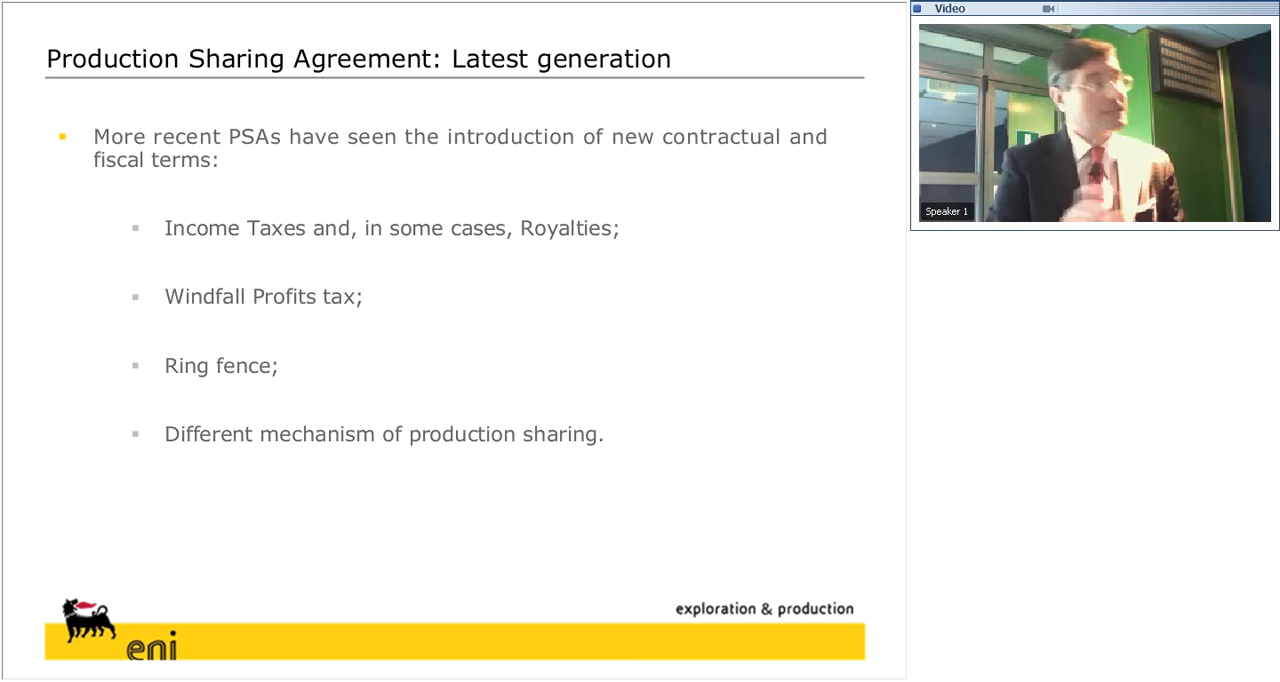 Production Sharing Agreement: Latest generation
More recent PSAs have seen the introduction of new contractual and
fiscal terms:
Income Taxes and, in some cases, Royalties;
Windfall Profits tax;
Ring fence;
Different mechanism of production sharing.
exploration & production
eni
Video
Speaker 1